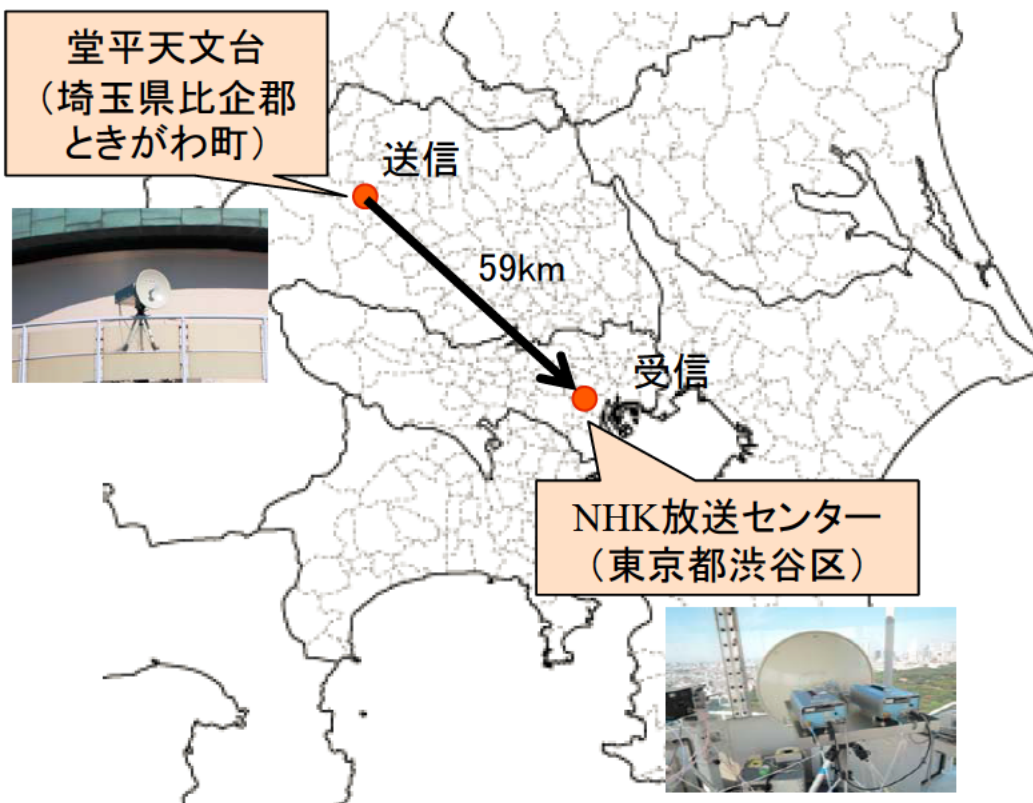 堂平天文台
（埼玉県比企郡
ときがわ町）
送信
59km
受信
NHK放送センター
（東京都渋谷区）